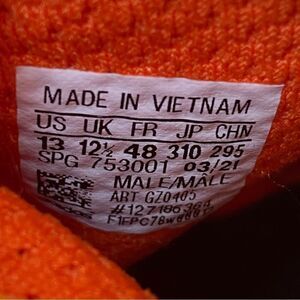 MADE IN VIETNAM
US UK FR JP CHN
13 12½ 48 310 295
SPG 753001 03/21
MALE/MALE
ART GZ0405